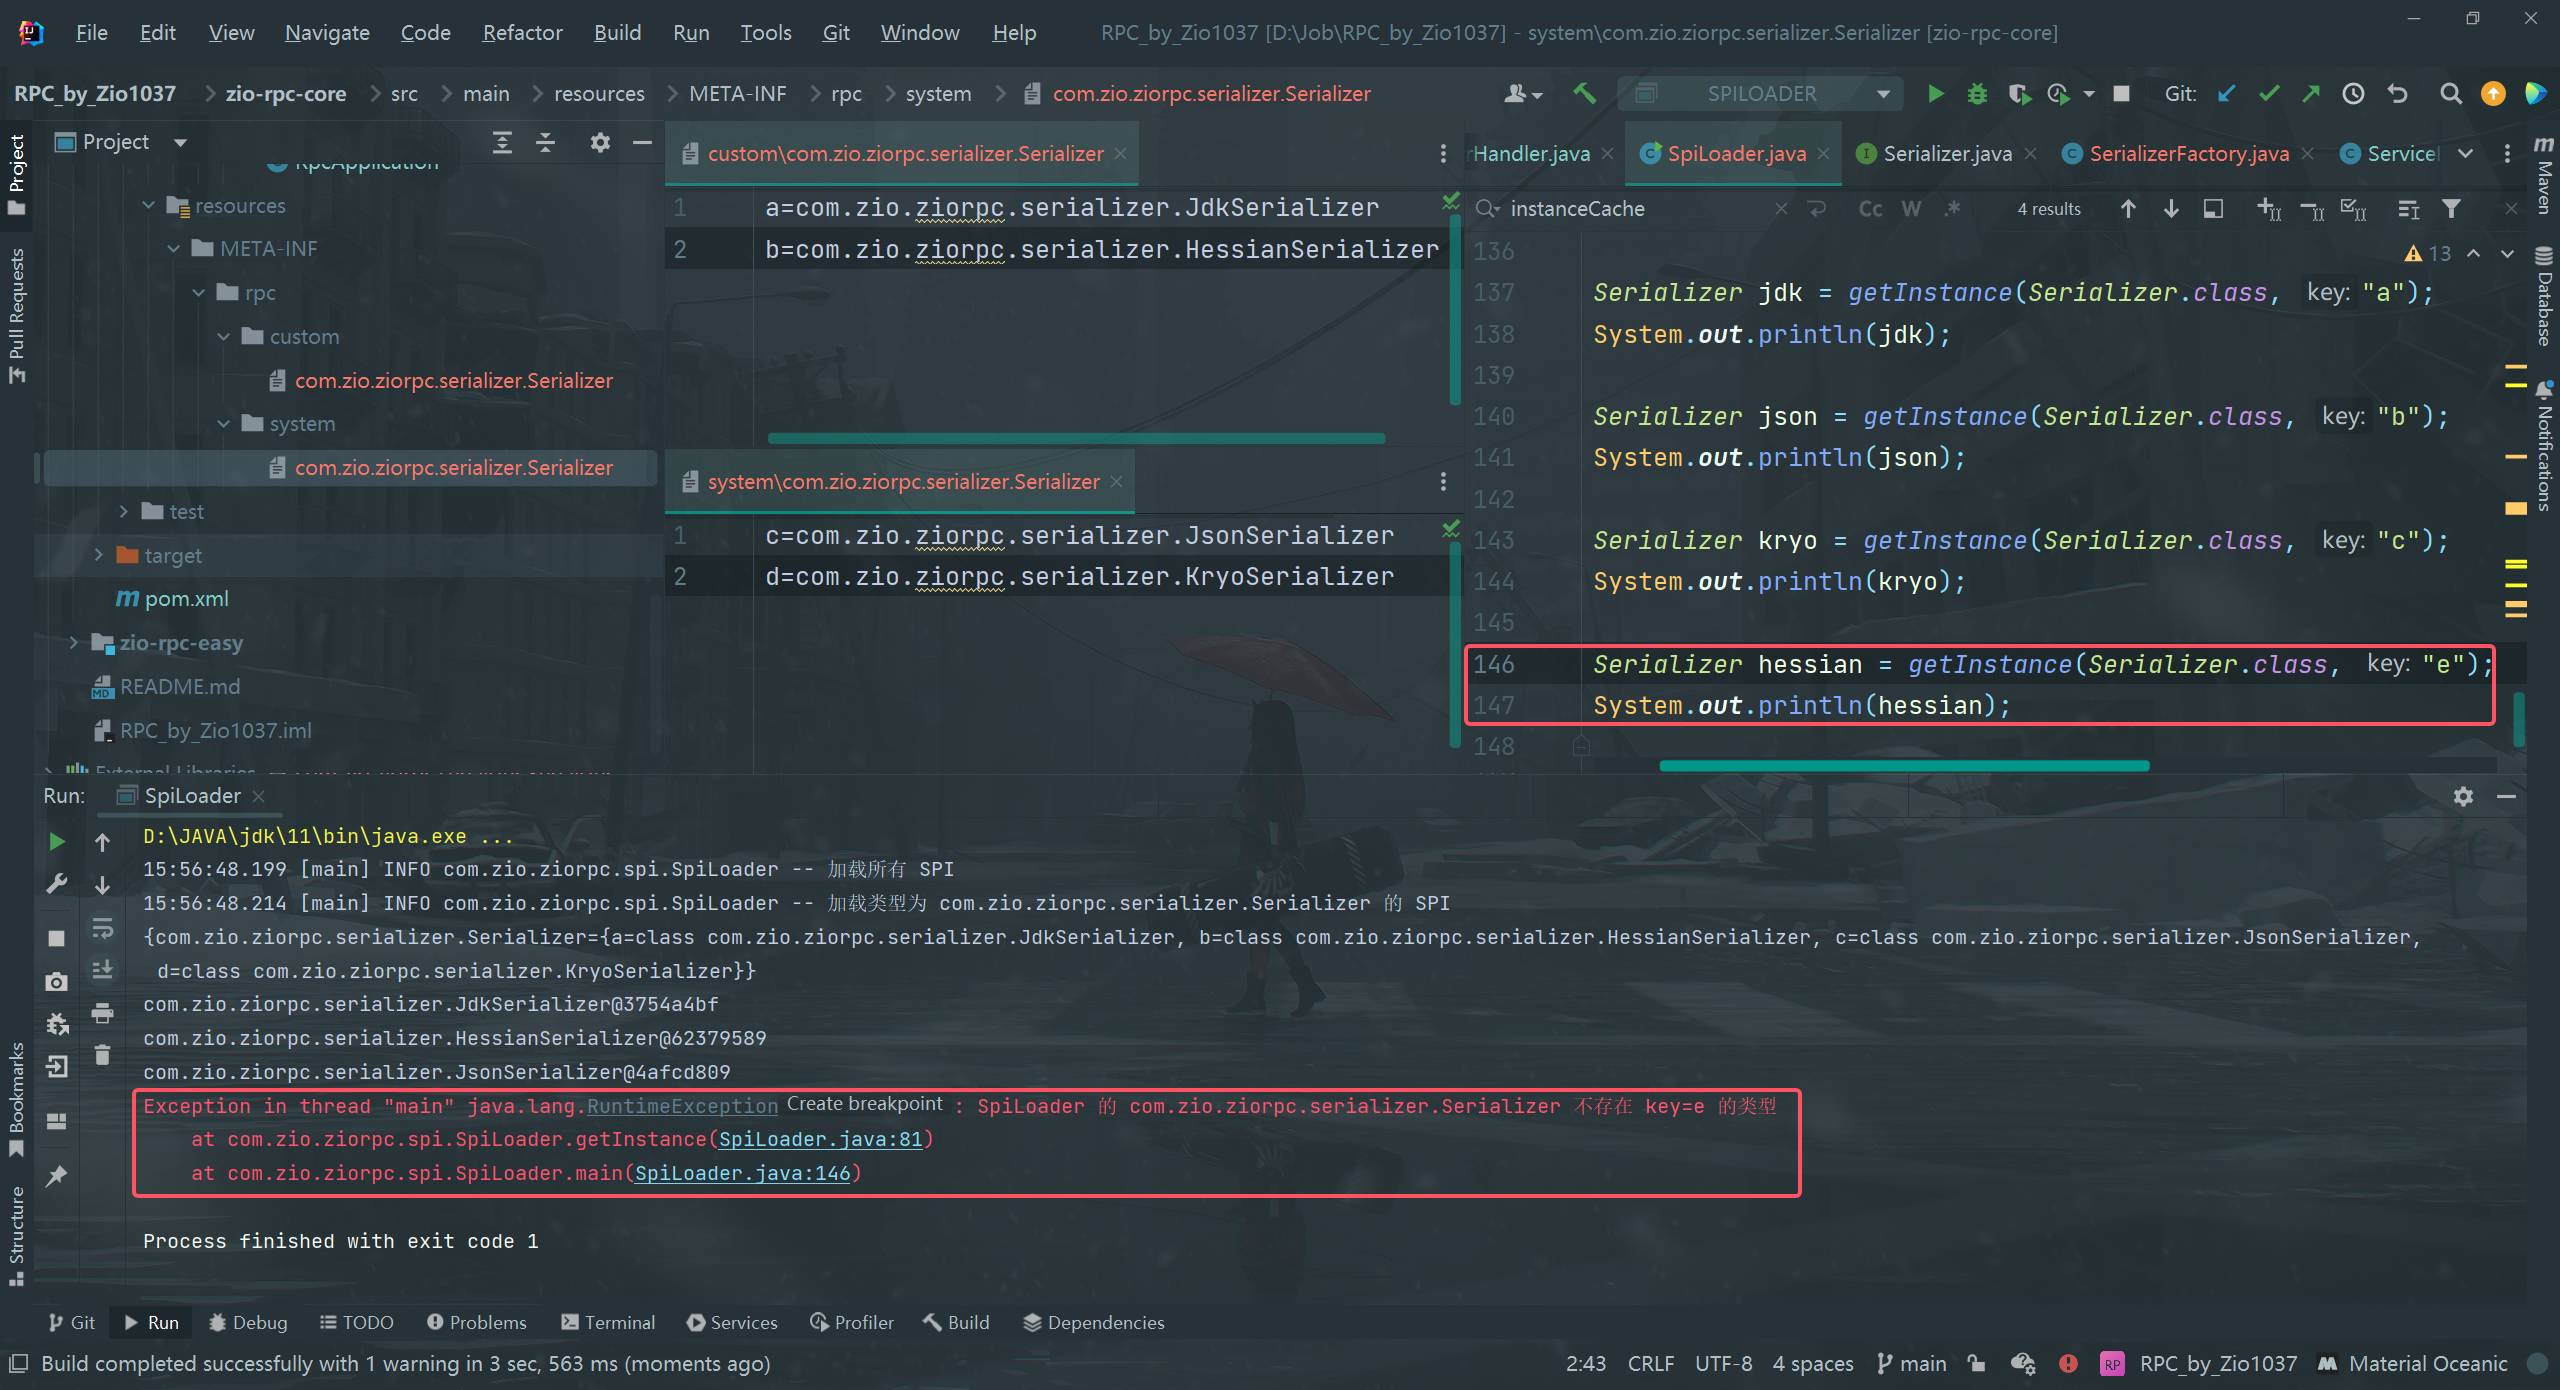 File Edit View Navigate Code Refactor Build Run Tools Git Window Help RPC_by_Zio1037 [D:\Job\RPC_by_Zio1037] - system\com.zio.ziorpc.serializer.Serializer [zio-rpc-core]
RPC_by_Zio1037 zio-rpc-core src main resources META-INF rpc system com.zio.ziorpc.serializer.Serializer SPILOADER Git:
Project
Pull Requests
Bookmarks
Structure
Project
RpcApplication
resources
META-INF
rpc
custom
com.zio.ziorpc.serializer.Serializer
system
com.zio.ziorpc.serializer.Serializer
test
target
pom.xml
zio-rpc-easy
README.md
RPC_by_Zio1037.iml
External Libraries
custom\com.zio.ziorpc.serializer.Serializer
1 a=com.zio.ziorpc.serializer.JdkSerializer
2 b=com.zio.ziorpc.serializer.HessianSerializer
system\com.zio.ziorpc.serializer.Serializer
1 c=com.zio.ziorpc.serializer.JsonSerializer
2 d=com.zio.ziorpc.serializer.KryoSerializer
rHandler.java SpiLoader.java Serializer.java SerializerFactory.java Service
instanceCache Cc W .* 4 results
136 13
137 Serializer jdk = getInstance(Serializer.class, key: "a");
138 System.out.println(jdk);
139
140 Serializer json = getInstance(Serializer.class, key: "b");
141 System.out.println(json);
142
143 Serializer kryo = getInstance(Serializer.class, key: "c");
144 System.out.println(kryo);
145
146 Serializer hessian = getInstance(Serializer.class, key: "e");
147 System.out.println(hessian);
148
Maven
Database
Notifications
Run: SpiLoader
D:\JAVA\jdk\11\bin\java.exe ...
15:56:48.199 [main] INFO com.zio.ziorpc.spi.SpiLoader -- 加载所有 SPI
15:56:48.214 [main] INFO com.zio.ziorpc.spi.SpiLoader -- 加载类型为 com.zio.ziorpc.serializer.Serializer 的 SPI
{com.zio.ziorpc.serializer.Serializer={a=class com.zio.ziorpc.serializer.JdkSerializer, b=class com.zio.ziorpc.serializer.HessianSerializer, c=class com.zio.ziorpc.serializer.JsonSerializer,
d=class com.zio.ziorpc.serializer.KryoSerializer}}
com.zio.ziorpc.serializer.JdkSerializer@3754a4bf
com.zio.ziorpc.serializer.HessianSerializer@62379589
com.zio.ziorpc.serializer.JsonSerializer@4afcd809
Exception in thread "main" java.lang.RuntimeException Create breakpoint : SpiLoader 的 com.zio.ziorpc.serializer.Serializer 不存在 key=e 的类型
at com.zio.ziorpc.spi.SpiLoader.getInstance(SpiLoader.java:81)
at com.zio.ziorpc.spi.SpiLoader.main(SpiLoader.java:146)
Process finished with exit code 1
Git Run Debug TODO Problems Terminal Services Profiler Build Dependencies
Build completed successfully with 1 warning in 3 sec, 563 ms (moments ago) 2:43 CRLF UTF-8 4 spaces main RP RPC_by_Zio1037 Material Oceanic